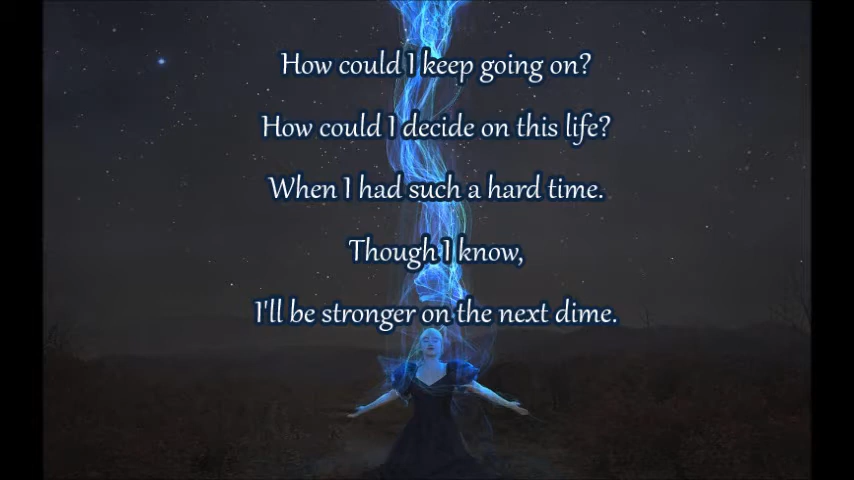 How could I keep going on?
How could I decide on this life?
When I had such a hard time.
Though I know,
I'll be stronger on the next dime.